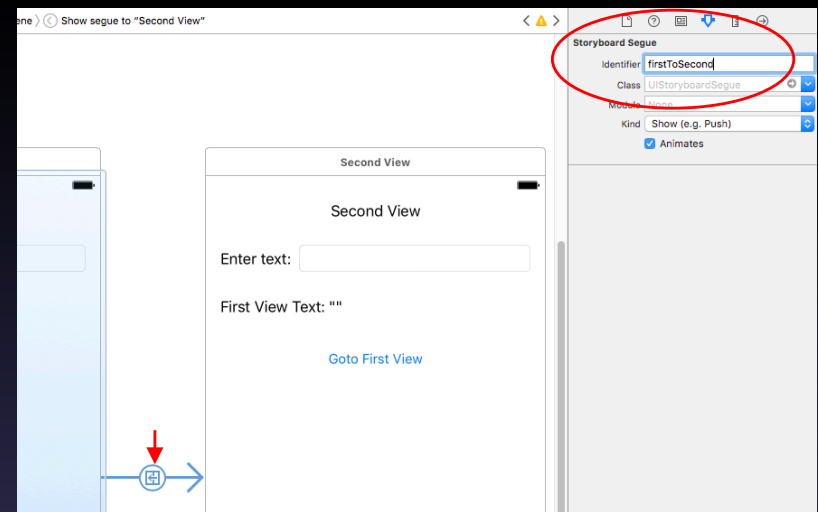 ene Show segue to "Second View"
Storyboard Segue
Identifier firstToSecond
Class UIStoryboardSegue
Module None
Kind Show (e.g. Push)
Animates
Second View
Second View
Enter text:
First View Text: ""
Goto First View